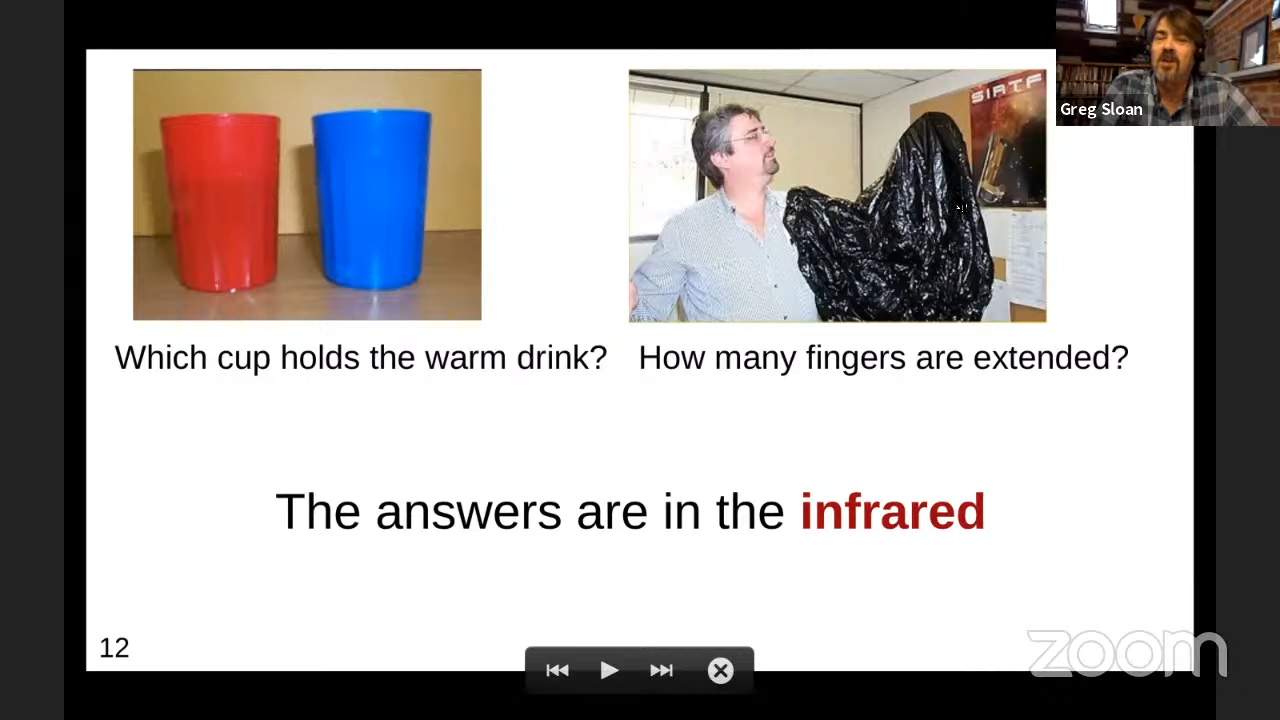 Greg Sloan
SIRTF
Which cup holds the warm drink?
How many fingers are extended?
The answers are in the infrared
12
zoom